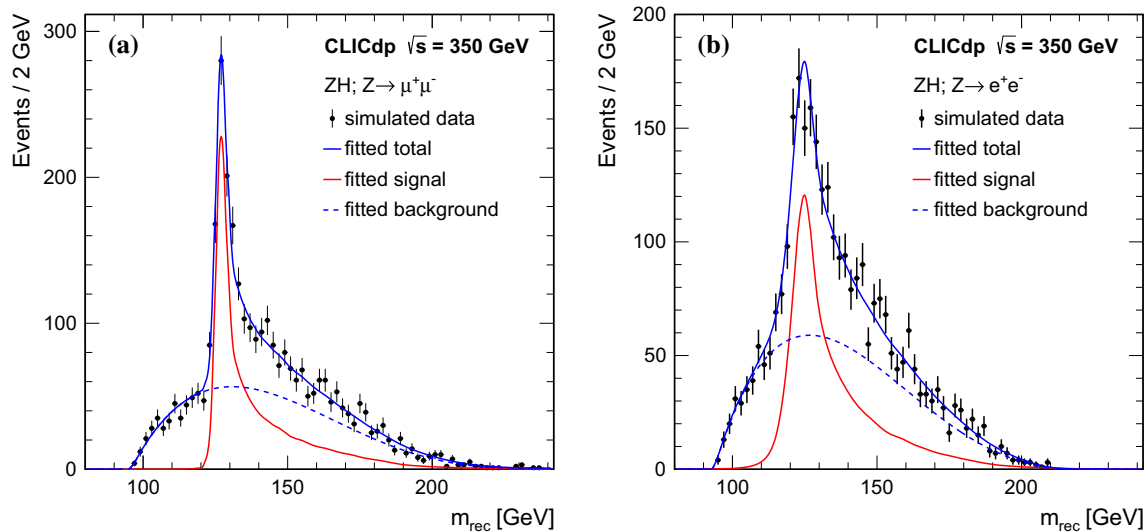 (a)
CLICdp √s = 350 GeV
ZH; Z→ μ⁺μ⁻
simulated data
fitted total
fitted signal
fitted background
Events / 2 GeV
300
200
100
0
100 150 200
m_rec [GeV]
(b)
CLICdp √s = 350 GeV
ZH; Z→ e⁺e⁻
simulated data
fitted total
fitted signal
fitted background
Events / 2 GeV
200
150
100
50
0
100 150 200
m_rec [GeV]